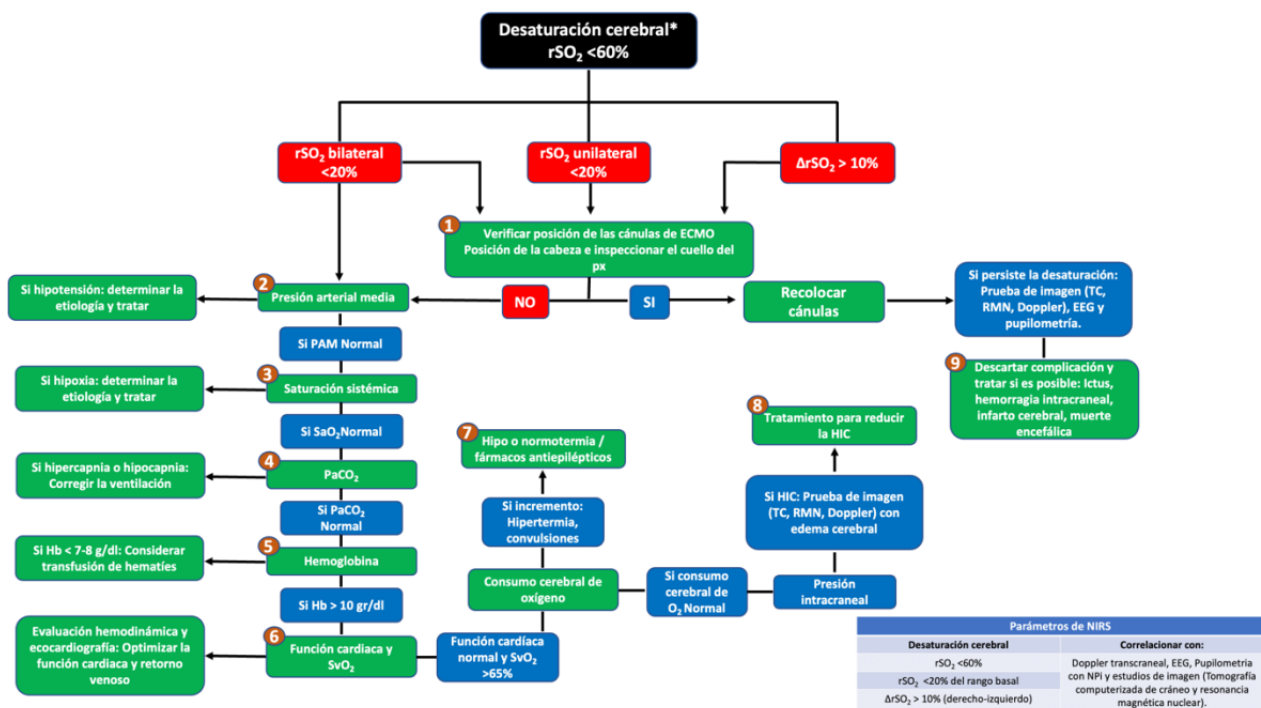 Desaturación cerebral*
rSO₂ <60%
rSO₂ bilateral
<20%
rSO₂ unilateral
<20%
ΔrSO₂ > 10%
1
Verificar posición de las cánulas de ECMO
Posición de la cabeza e inspeccionar el cuello del
px
NO
SI
Recolocar
cánulas
Si persiste la desaturación:
Prueba de imagen (TC,
RMN, Doppler), EEG y
pupilometría.
9
Descartar complicación y
tratar si es posible: Ictus,
hemorragia intracraneal,
infarto cerebral, muerte
encefálica
2
Presión arterial media
Si hipotensión: determinar la
etiología y tratar
Si PAM Normal
3
Saturación sistémica
Si hipoxia: determinar la
etiología y tratar
Si SaO₂Normal
4
PaCO₂
Si hipercapnia o hipocapnia:
Corregir la ventilación
Si PaCO₂
Normal
5
Hemoglobina
Si Hb < 7-8 g/dl: Considerar
transfusión de hematíes
Si Hb > 10 gr/dl
6
Función cardiaca y
SvO₂
Evaluación hemodinámica y
ecocardiografía: Optimizar la
función cardiaca y retorno
venoso
Función cardíaca
normal y SvO₂
>65%
Consumo cerebral de
oxígeno
Si incremento:
Hipertermia,
convulsiones
7
Hipo o normotermia /
fármacos antiepilépticos
Si consumo
cerebral de
O₂ Normal
Presión
intracraneal
Si HIC: Prueba de imagen
(TC, RMN, Doppler) con
edema cerebral
8
Tratamiento para reducir
la HIC
Parámetros de NIRS
Desaturación cerebral
Correlacionar con:
rSO₂ <60%
rSO₂ <20% del rango basal
ΔrSO₂ > 10% (derecho-izquierdo)
Doppler transcraneal, EEG, Pupilometria
con NPi y estudios de imagen (Tomografía
computerizada de cráneo y resonancia
magnética nuclear).